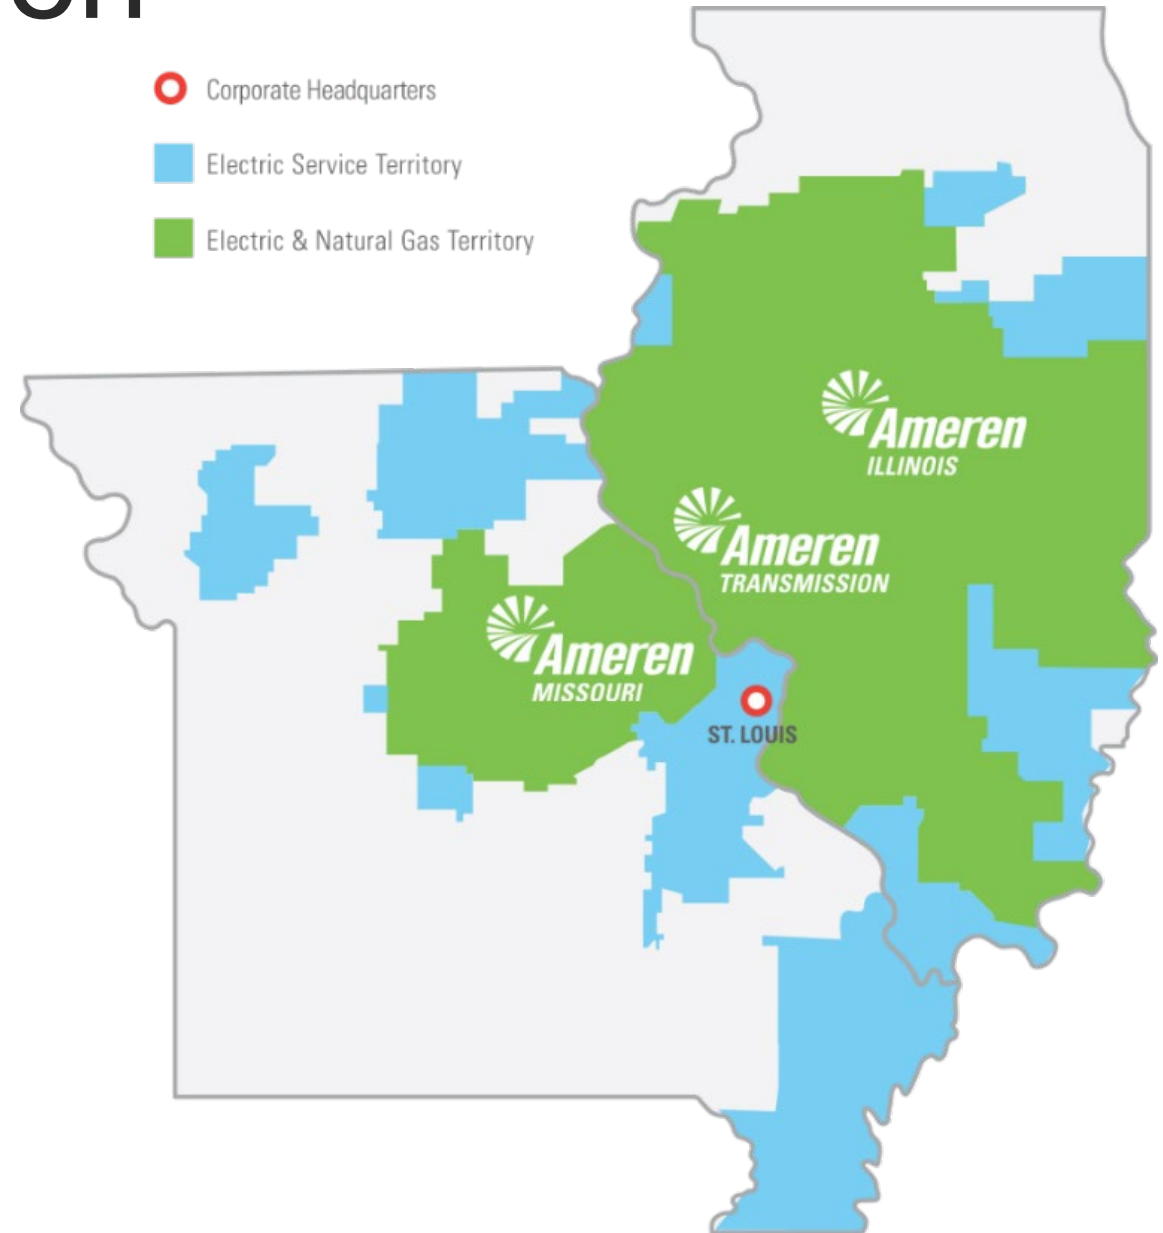 Corporate Headquarters
Electric Service Territory
Electric & Natural Gas Territory
Ameren
ILLINOIS
Ameren
TRANSMISSION
Ameren
MISSOURI
ST. LOUIS